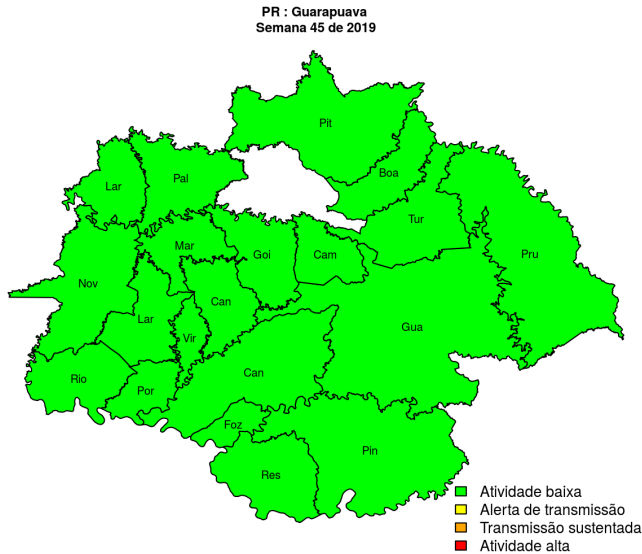 PR : Guarapuava
Semana 45 de 2019
Pit
Boa
Lar
Pal
Tur
Mar
Goi
Cam
Pru
Nov
Can
Lar
Vir
Gua
Can
Rio
Por
Foz
Pin
Res
Atividade baixa
Alerta de transmissão
Transmissão sustentada
Atividade alta